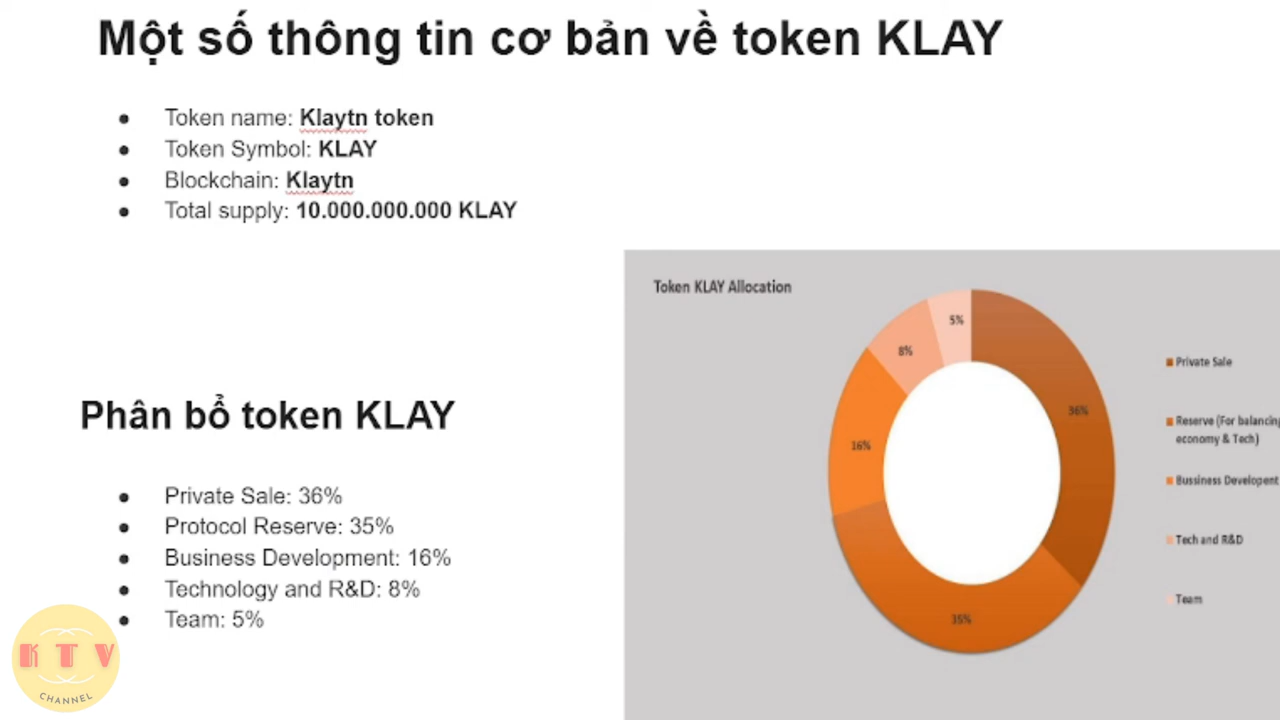 Một số thông tin cơ bản về token KLAY
Token name: Klaytn token
Token Symbol: KLAY
Blockchain: Klaytn
Total supply: 10.000.000.000 KLAY
Phân bổ token KLAY
Private Sale: 36%
Protocol Reserve: 35%
Business Development: 16%
Technology and R&D: 8%
Team: 5%
Token KLAY Allocation
5%
8%
36%
16%
35%
Private Sale
Reserve (For balancing
economy & Tech)
Bussiness Developent
Tech and R&D
Team
KTV
CHANNEL